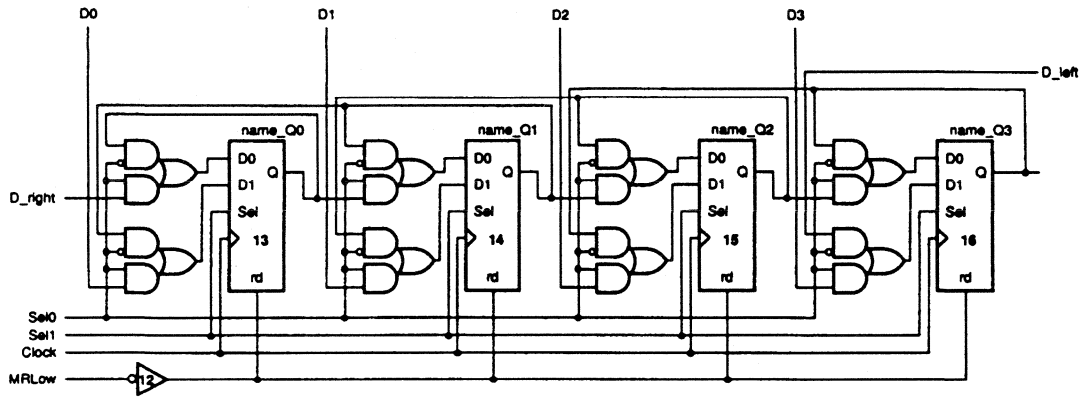 D0 D1 D2 D3
D_left
name_Q0 name_Q1 name_Q2 name_Q3
D0 D0 D0 D0
Q Q Q Q
D1 D1 D1 D1
D_right
Sel Sel Sel Sel
13 14 15 16
rd rd rd rd
Sel0
Sel1
Clock
MRLow 12